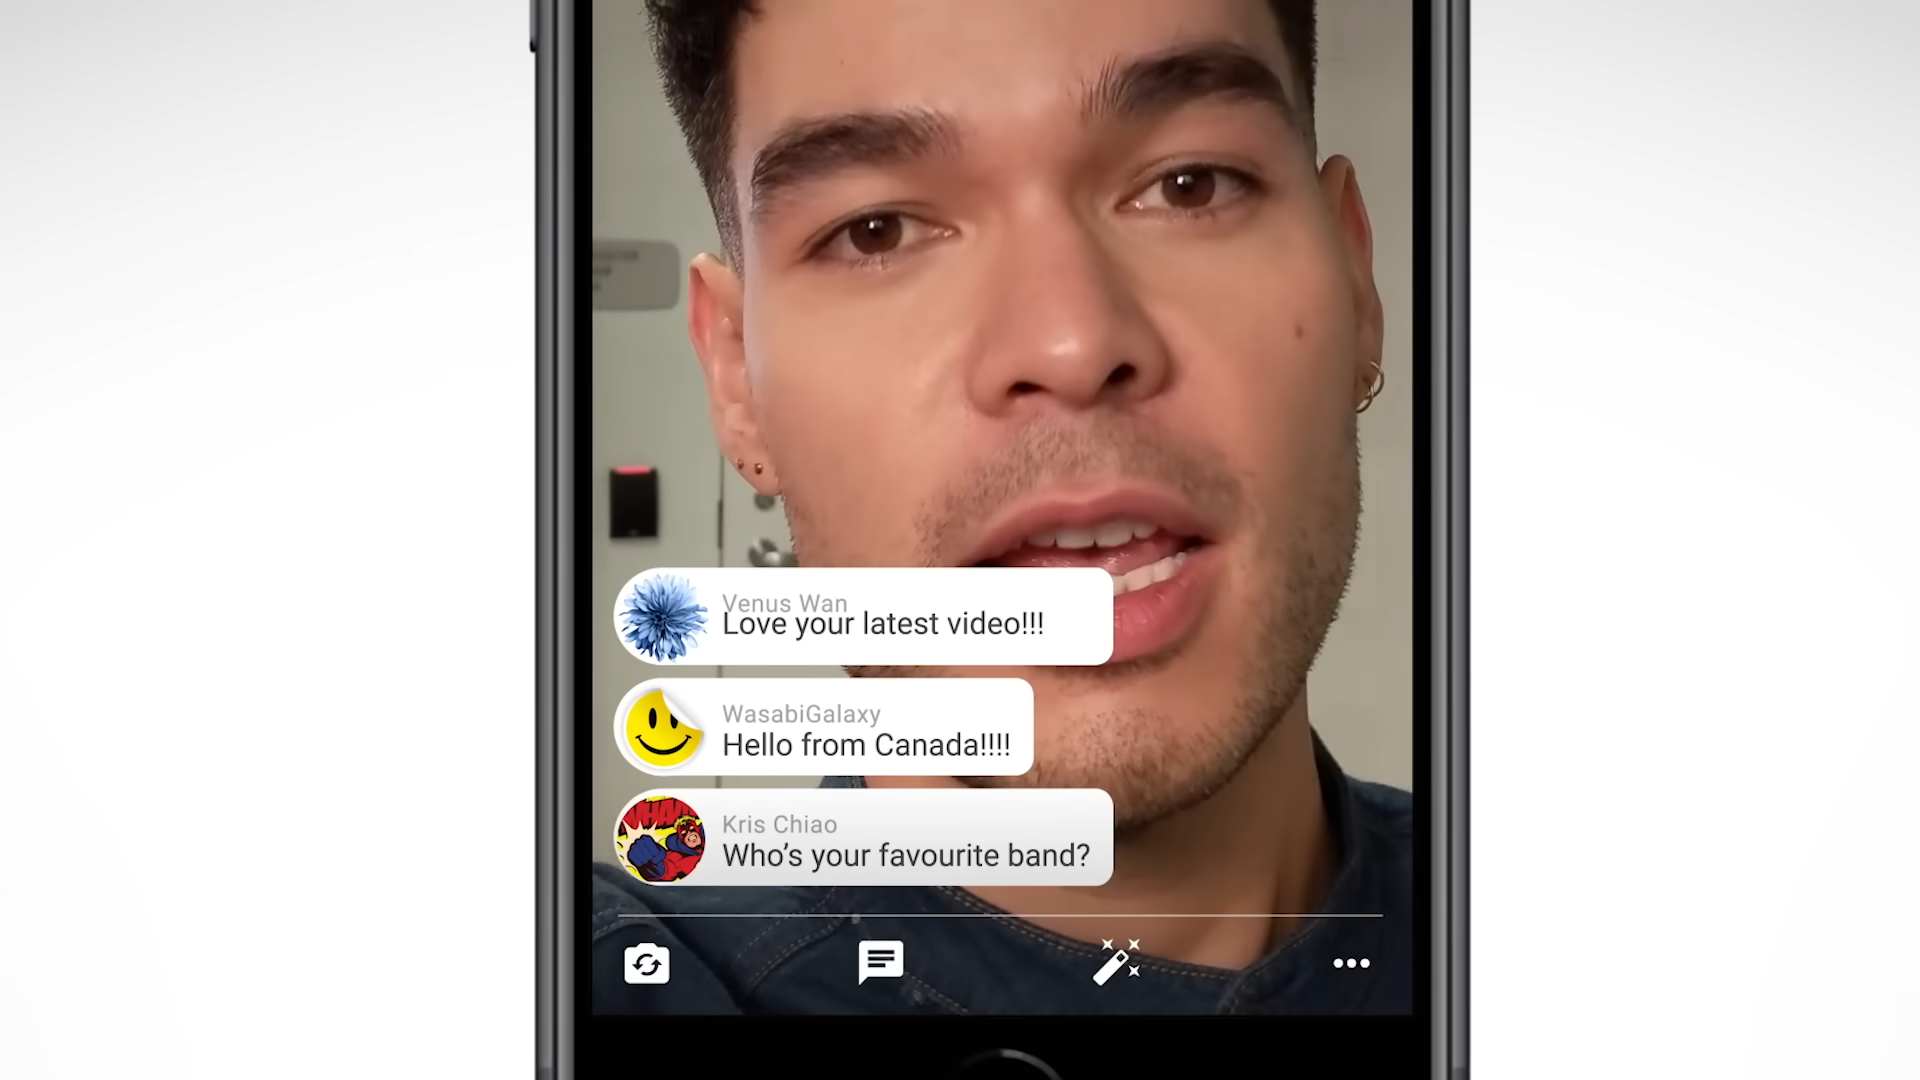 Venus Wan
Love your latest video!!!
WasabiGalaxy
Hello from Canada!!!!
Kris Chiao
Who’s your favourite band?